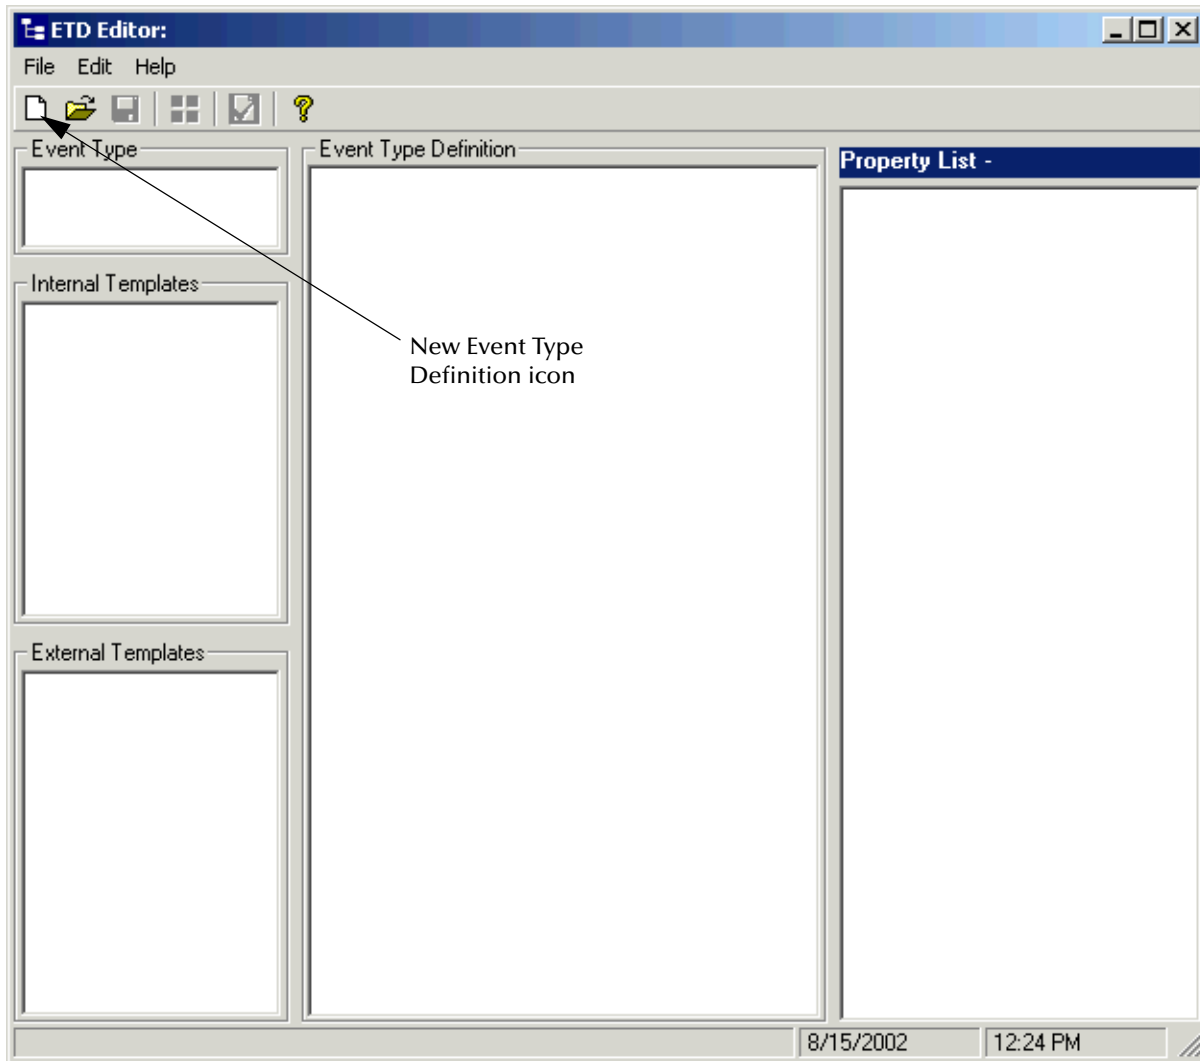 ETD Editor:
File Edit Help
Event Type
Event Type Definition
Property List -
Internal Templates
New Event Type
Definition icon
External Templates
8/15/2002 12:24 PM